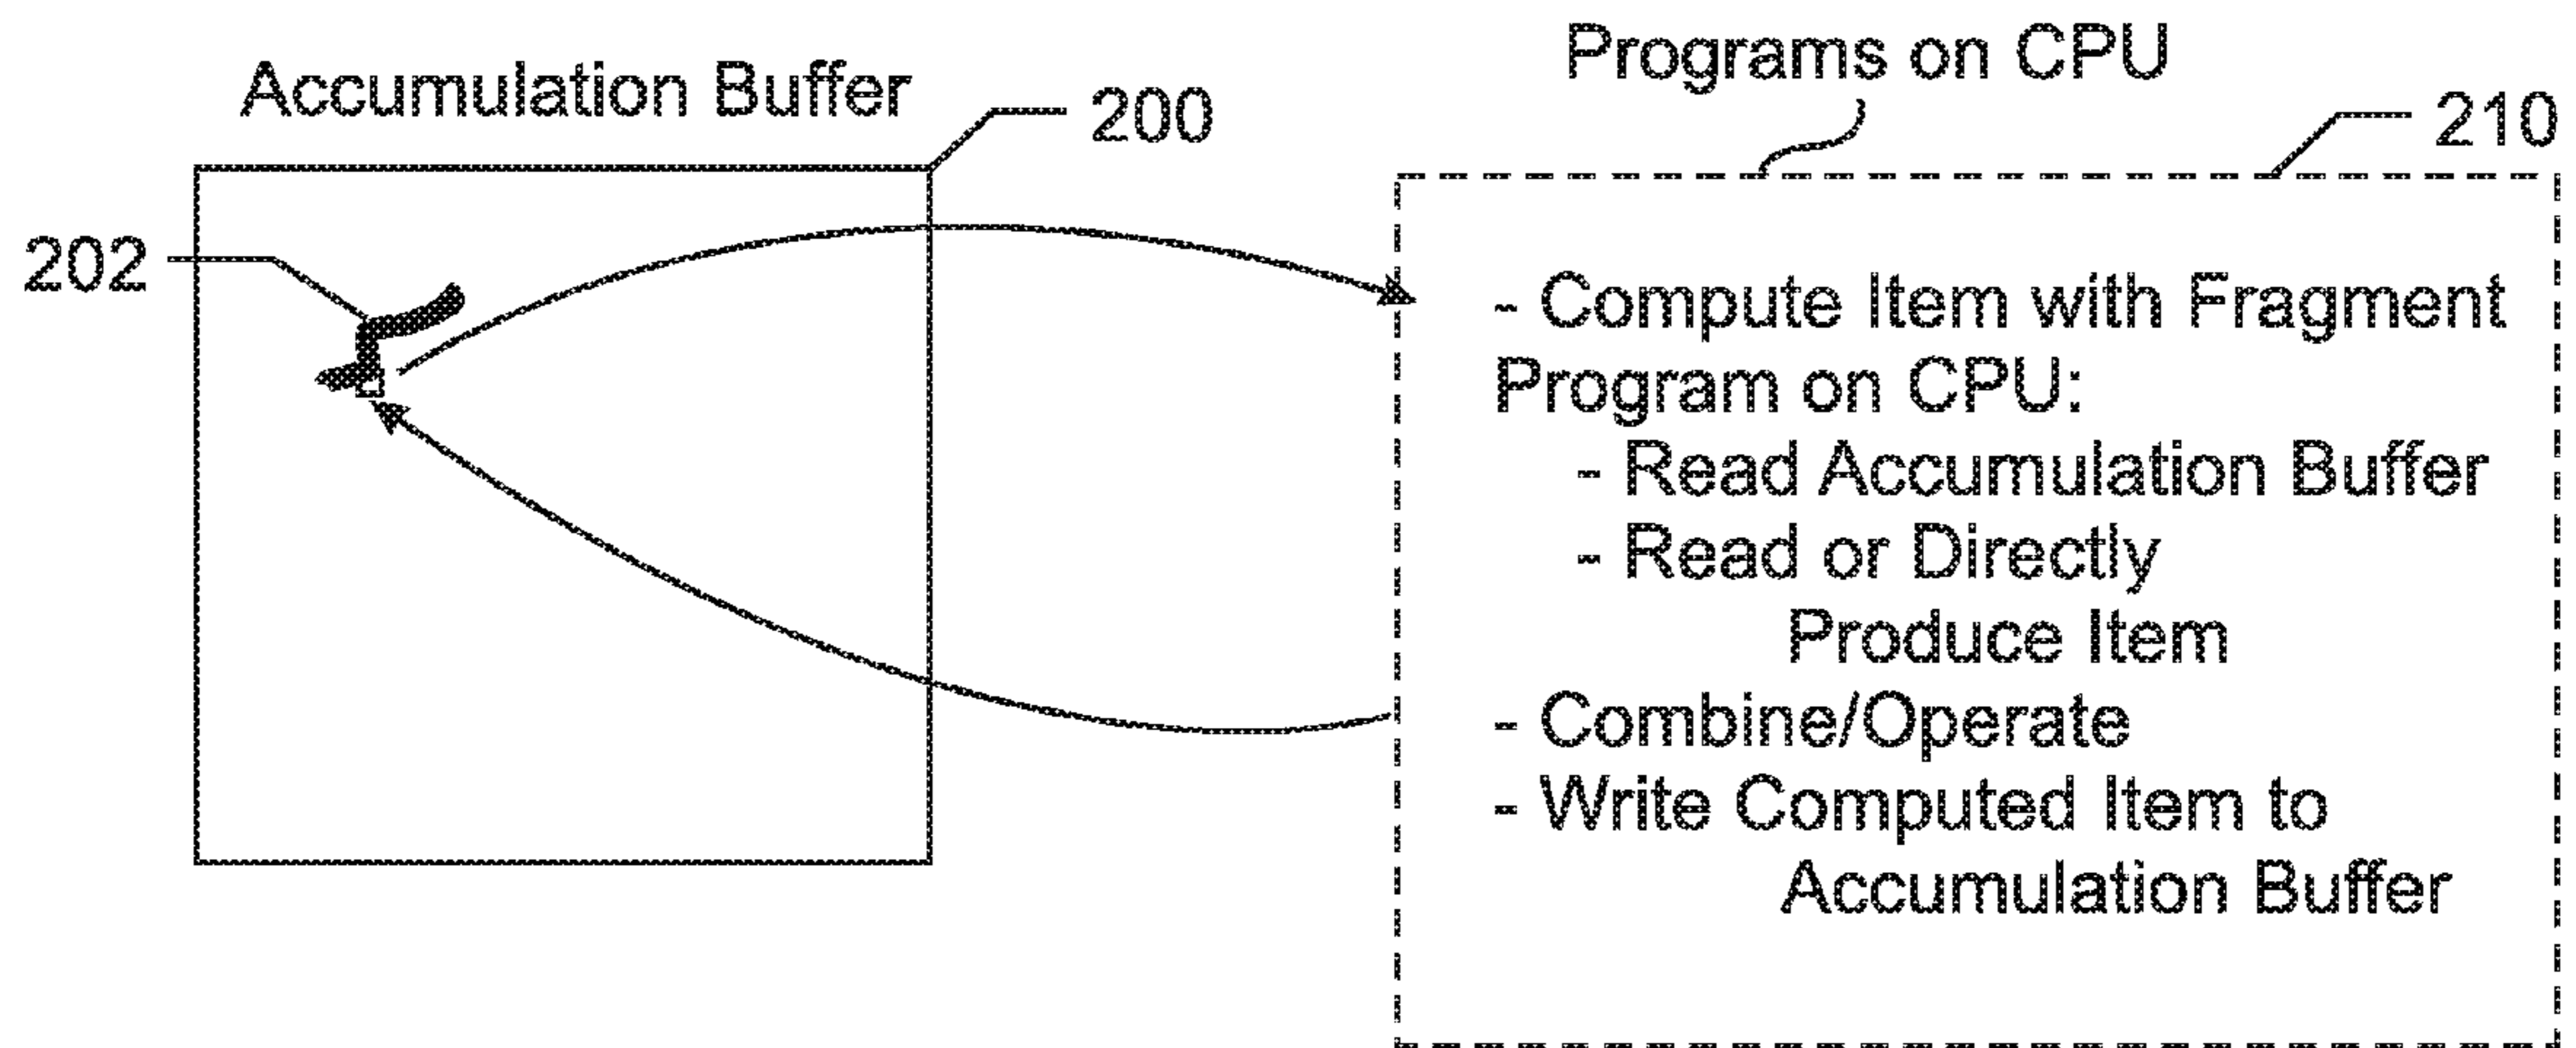 Accumulation Buffer
200
202
Programs on CPU
210
- Compute Item with Fragment
Program on CPU:
- Read Accumulation Buffer
- Read or Directly
Produce Item
- Combine/Operate
- Write Computed Item to
Accumulation Buffer